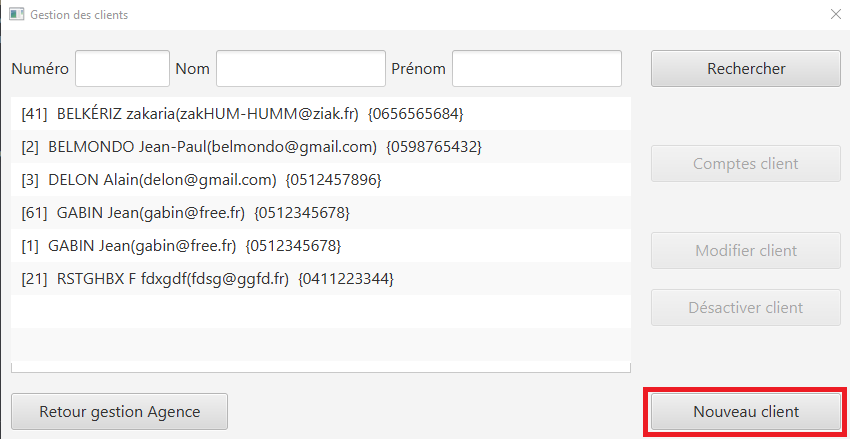 Gestion des clients
Numéro Nom Prénom Rechercher
[41] BELKÉRIZ zakaria(zakHUM-HUMM@ziak.fr) {0656565684}
[2] BELMONDO Jean-Paul(belmondo@gmail.com) {0598765432}
Comptes client
[3] DELON Alain(delon@gmail.com) {0512457896}
[61] GABIN Jean(gabin@free.fr) {0512345678}
[1] GABIN Jean(gabin@free.fr) {0512345678}
Modifier client
[21] RSTGHBX F fdxgdf(fdsg@ggfd.fr) {0411223344}
Désactiver client
Retour gestion Agence Nouveau client